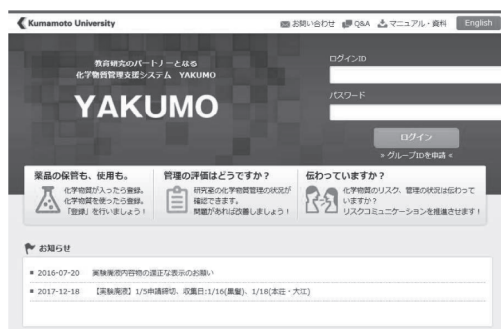 Kumamoto University
お問い合わせ Q&A マニュアル・資料 English
教育研究のパートナーとなる
化学物質管理支援システム YAKUMO
YAKUMO
ログインID
パスワード
ログイン
» グループIDを申請 «
薬品の保管も、使用も。
化学物質が入ったら登録。
化学物質を使ったら登録。
「登録」を行いましょう！
管理の評価はどうですか？
研究室の化学物質管理の状況が
確認できます。
問題があれば改善しましょう！
伝わっていますか？
化学物質のリスク、管理の状況は伝わって
いますか？
リスクコミュニケーションを推進させます！
お知らせ
2016-07-20 実験廃液内容物の適正な表示のお願い
2017-12-18 【実験廃液】1/5申請締切、収集日:1/16(黒髪)、1/18(本荘・大江)